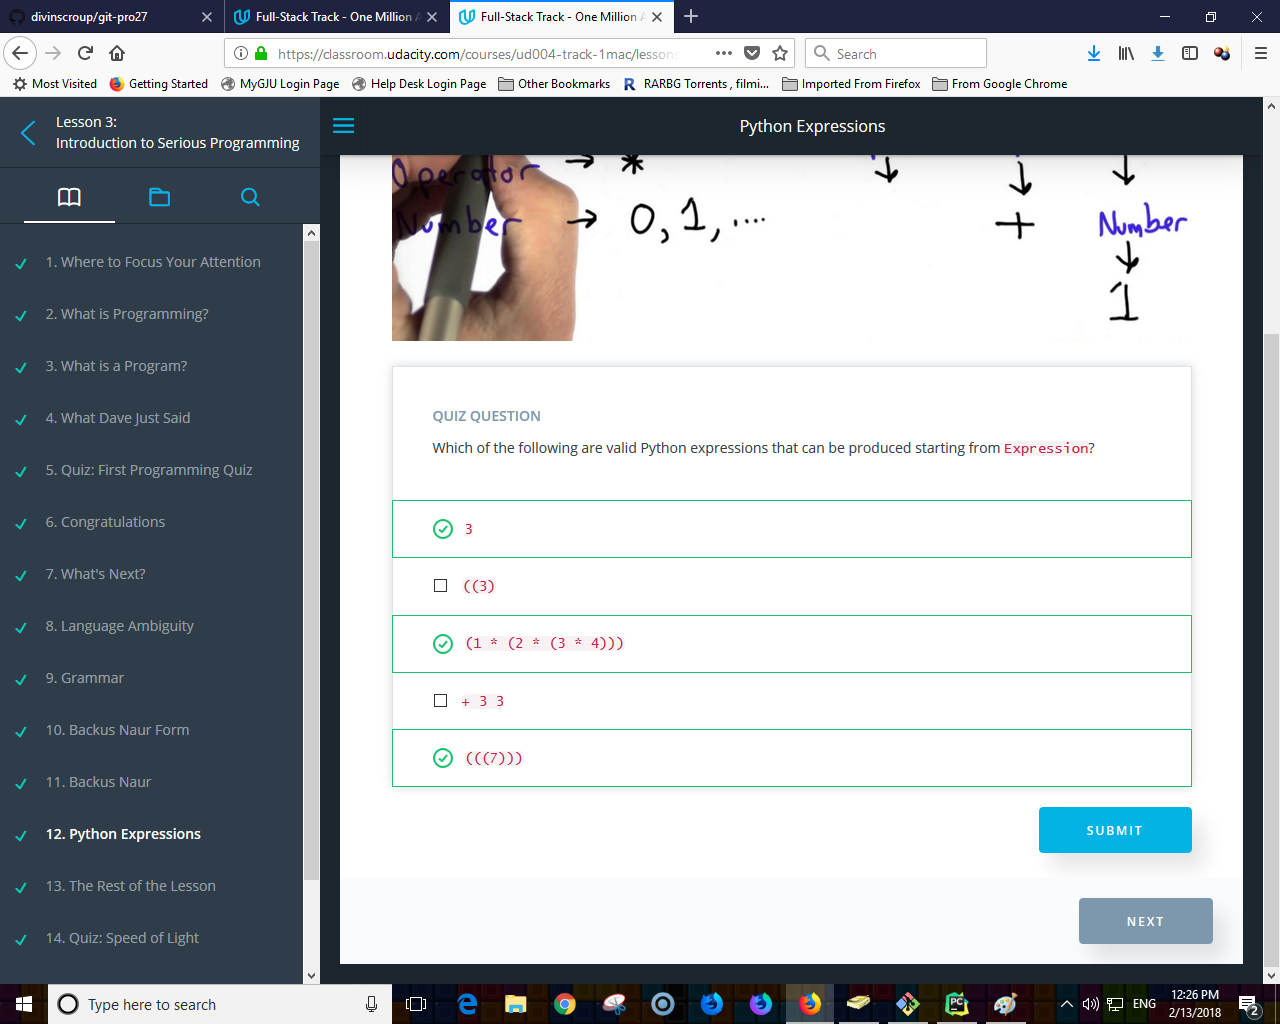 divinscroup/git-pro27
Full-Stack Track - One Million A
Full-Stack Track - One Million A
https://classroom.udacity.com/courses/ud004-track-1mac/lessons
Search
Most Visited
Getting Started
MyGJU Login Page
Help Desk Login Page
Other Bookmarks
R RARBG Torrents , filmi...
Imported From Firefox
From Google Chrome
Lesson 3:
Introduction to Serious Programming
Python Expressions
1. Where to Focus Your Attention
2. What is Programming?
3. What is a Program?
4. What Dave Just Said
5. Quiz: First Programming Quiz
6. Congratulations
7. What's Next?
8. Language Ambiguity
9. Grammar
10. Backus Naur Form
11. Backus Naur
12. Python Expressions
13. The Rest of the Lesson
14. Quiz: Speed of Light
Operator → *
Number → 0, 1, ....
+ Number
1
QUIZ QUESTION
Which of the following are valid Python expressions that can be produced starting from Expression?
3
((3)
(1 * (2 * (3 * 4)))
+ 3 3
(((7)))
SUBMIT
NEXT
Type here to search
PC
ENG
12:26 PM
2/13/2018
2